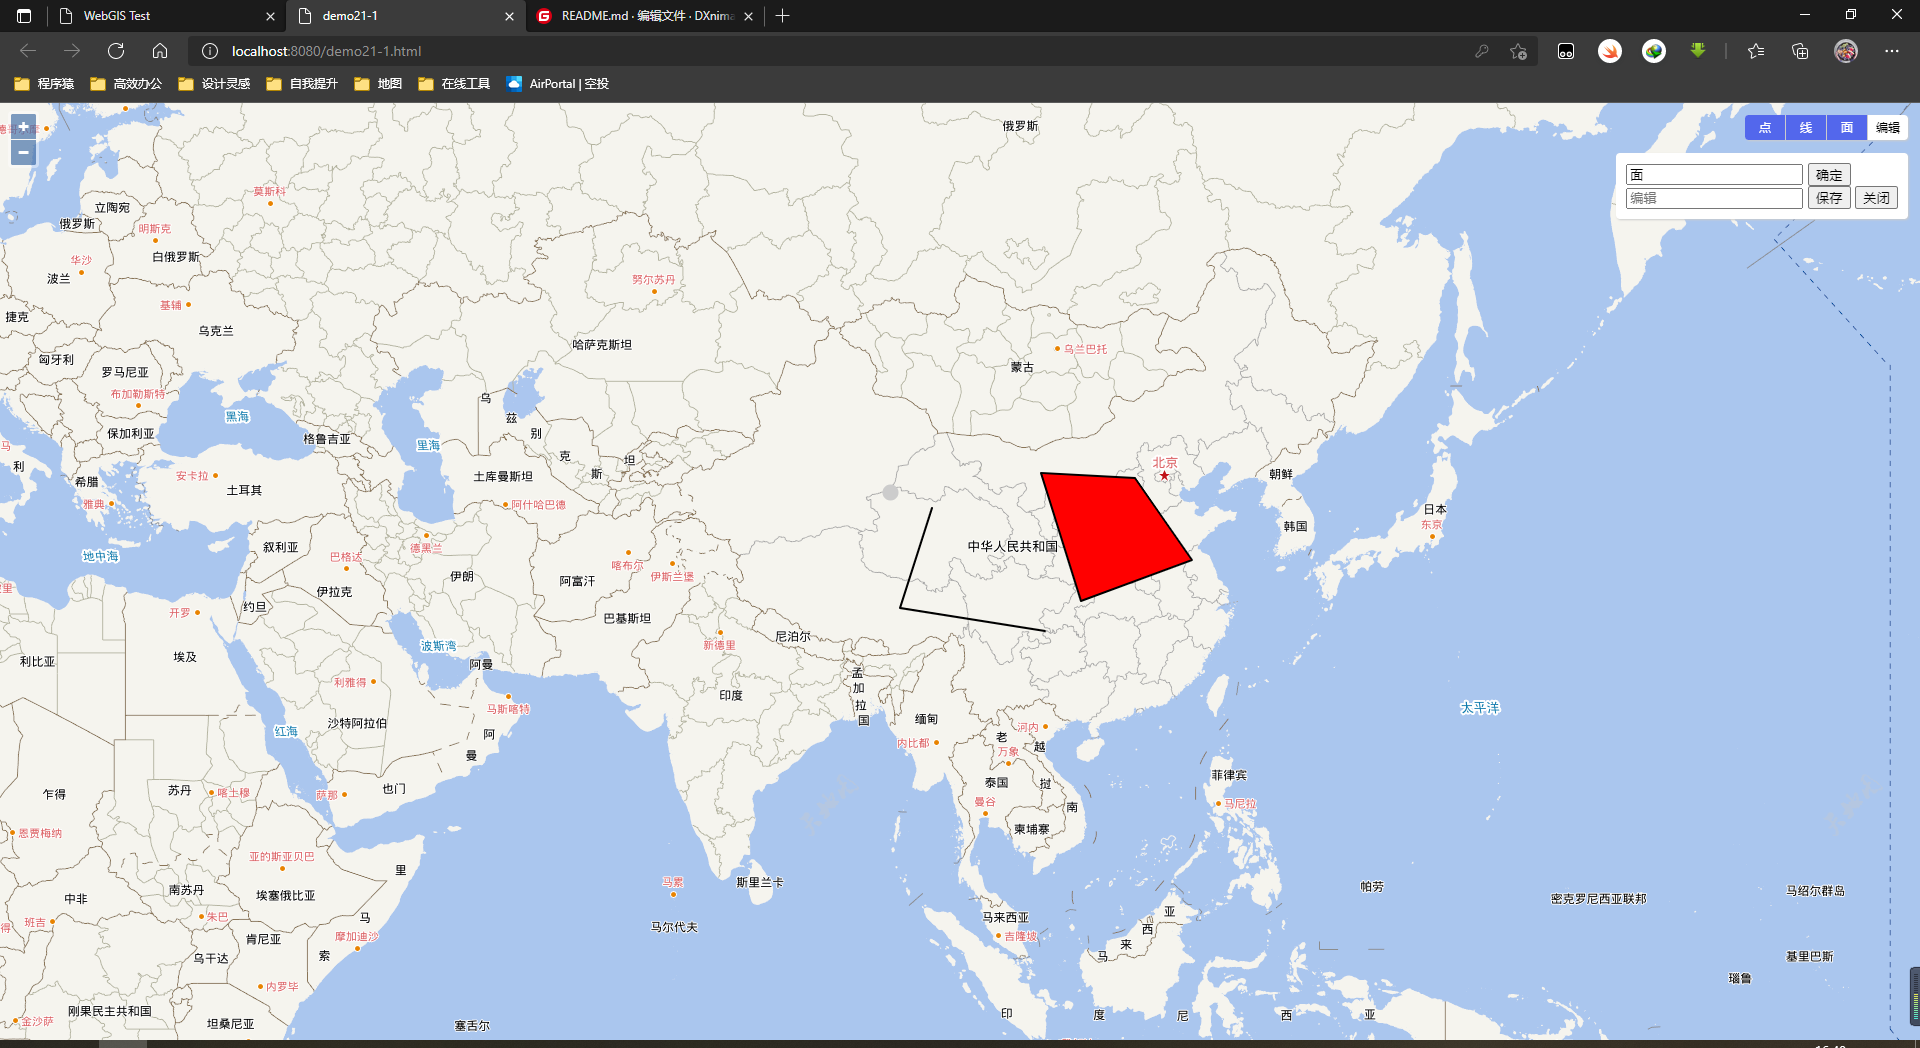 WebGIS Test
demo21-1
README.md · 编辑文件 · DXnima
localhost:8080/demo21-1.html
程序猿
高效办公
设计灵感
自我提升
地图
在线工具
AirPortal | 空投
+
−
点
线
面
编辑
面
确定
编辑
保存
关闭
俄罗斯
莫斯科
立陶宛
俄罗斯
明斯克
白俄罗斯
华沙
波兰
努尔苏丹
基辅
捷克
乌克兰
哈萨克斯坦
乌兰巴托
蒙古
匈牙利
罗马尼亚
布加勒斯特
黑海
保加利亚
格鲁吉亚
里海
乌
兹
别
克
斯
坦
土库曼斯坦
北京
朝鲜
利
希腊
安卡拉
土耳其
雅典
阿什哈巴德
日本
东京
韩国
地中海
叙利亚
巴格达
德黑兰
中华人民共和国
喀布尔
伊斯兰堡
伊朗
阿富汗
伊拉克
约旦
开罗
巴基斯坦
新德里
尼泊尔
波斯湾
利比亚
埃及
阿曼
孟
加
拉
国
利雅得
印度
马斯喀特
太平洋
沙特阿拉伯
红海
缅甸
河内
老
越
阿
曼
内比都
万象
泰国
挝
菲律宾
乍得
苏丹
喀土穆
萨那
也门
曼谷
南
马尼拉
恩贾梅纳
柬埔寨
亚的斯亚贝巴
里
马累
斯里兰卡
帕劳
马绍尔群岛
南苏丹
埃塞俄比亚
中非
密克罗尼西亚联邦
班吉
朱巴
马
马尔代夫
马来西亚
亚
西
来
马
吉隆坡
肯尼亚
摩加迪沙
索
乌干达
基里巴斯
瑙鲁
内罗毕
刚果民主共和国
金沙萨
坦桑尼亚
塞舌尔
印
度
尼
西
亚